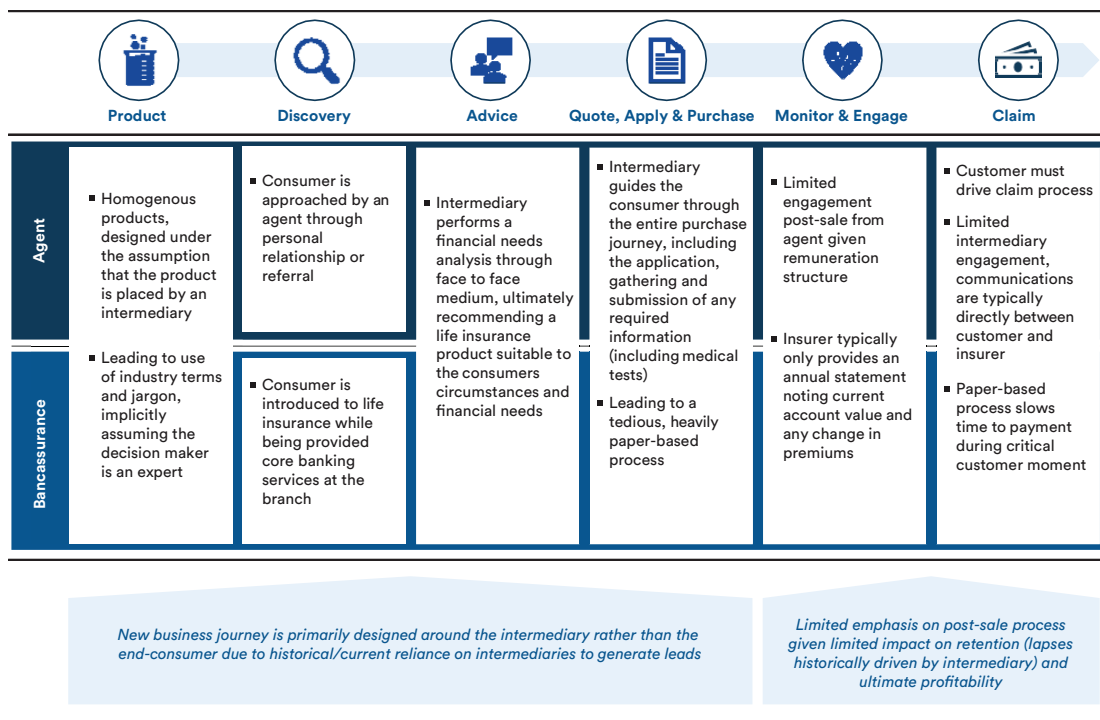 Product
Discovery
Advice
Quote, Apply & Purchase
Monitor & Engage
Claim
Agent
Bancassurance
▪ Homogenous
products,
designed under
the assumption
that the product
is placed by an
intermediary
▪ Leading to use
of industry terms
and jargon,
implicitly
assuming the
decision maker
is an expert
▪ Consumer is
approached by an
agent through
personal
relationship or
referral
▪ Consumer is
introduced to life
insurance while
being provided
core banking
services at the
branch
▪ Intermediary
performs a
financial needs
analysis through
face to face
medium, ultimately
recommending a
life insurance
product suitable to
the consumers
circumstances and
financial needs
▪ Intermediary
guides the
consumer through
the entire purchase
journey, including
the application,
gathering and
submission of any
required
information
(including medical
tests)
▪ Leading to a
tedious, heavily
paper-based
process
▪ Limited
engagement
post-sale from
agent given
remuneration
structure
▪ Insurer typically
only provides an
annual statement
noting current
account value and
any change in
premiums
▪ Customer must
drive claim process
▪ Limited
intermediary
engagement,
communications
are typically
directly between
customer and
insurer
▪ Paper-based
process slows
time to payment
during critical
customer moment
New business journey is primarily designed around the intermediary rather than the
end-consumer due to historical/current reliance on intermediaries to generate leads
Limited emphasis on post-sale process
given limited impact on retention (lapses
historically driven by intermediary) and
ultimate profitability